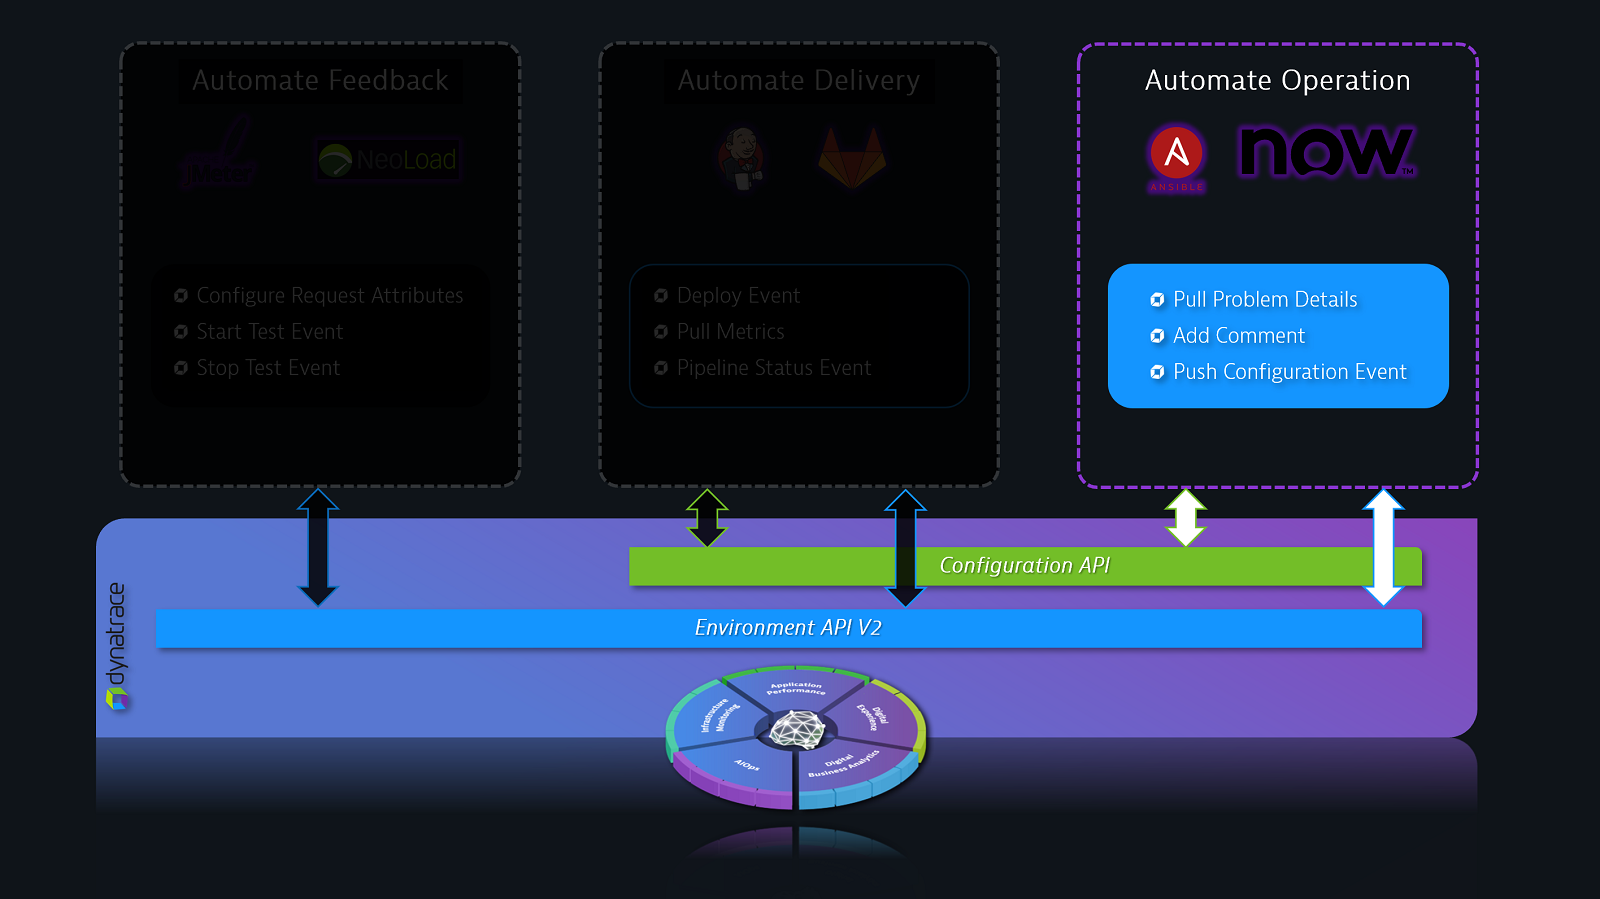 Automate Feedback
Automate Delivery
Automate Operation
JMeter
NeoLoad
ANSIBLE
now™
Configure Request Attributes
Start Test Event
Stop Test Event
Deploy Event
Pull Metrics
Pipeline Status Event
Pull Problem Details
Add Comment
Push Configuration Event
Configuration API
Environment API V2
dynatrace
Application
Performance
Infrastructure
Monitoring
Digital
Experience
AIOps
Digital
Business Analytics